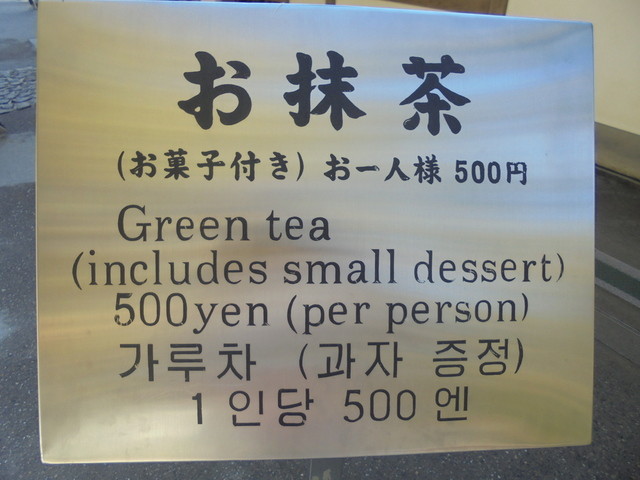 お抹茶
(お菓子付き) お一人様 500円
Green tea
(includes small dessert)
500yen (per person)
가루차 (과자 증정)
1 인당 500 엔